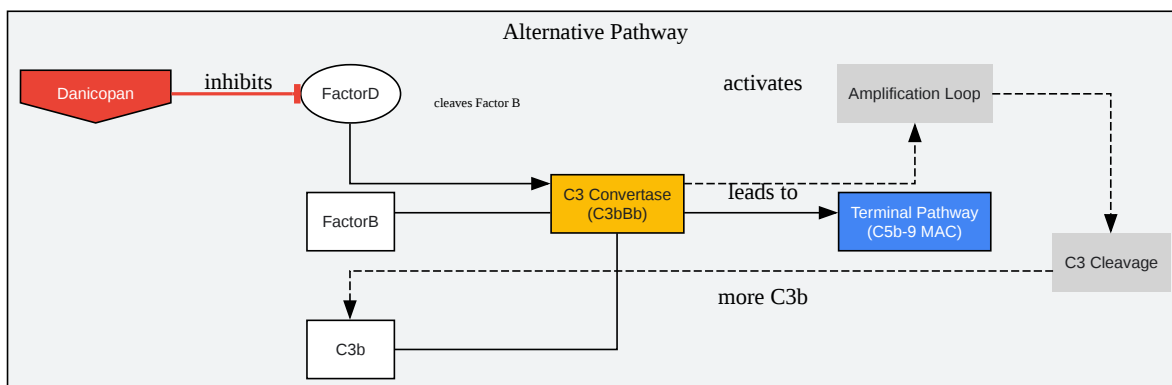 Alternative Pathway
Danicopan
inhibits
FactorD
cleaves Factor B
activates
Amplification Loop
FactorB
C3 Convertase
(C3bBb)
leads to
Terminal Pathway
(C5b-9 MAC)
C3 Cleavage
more C3b
C3b